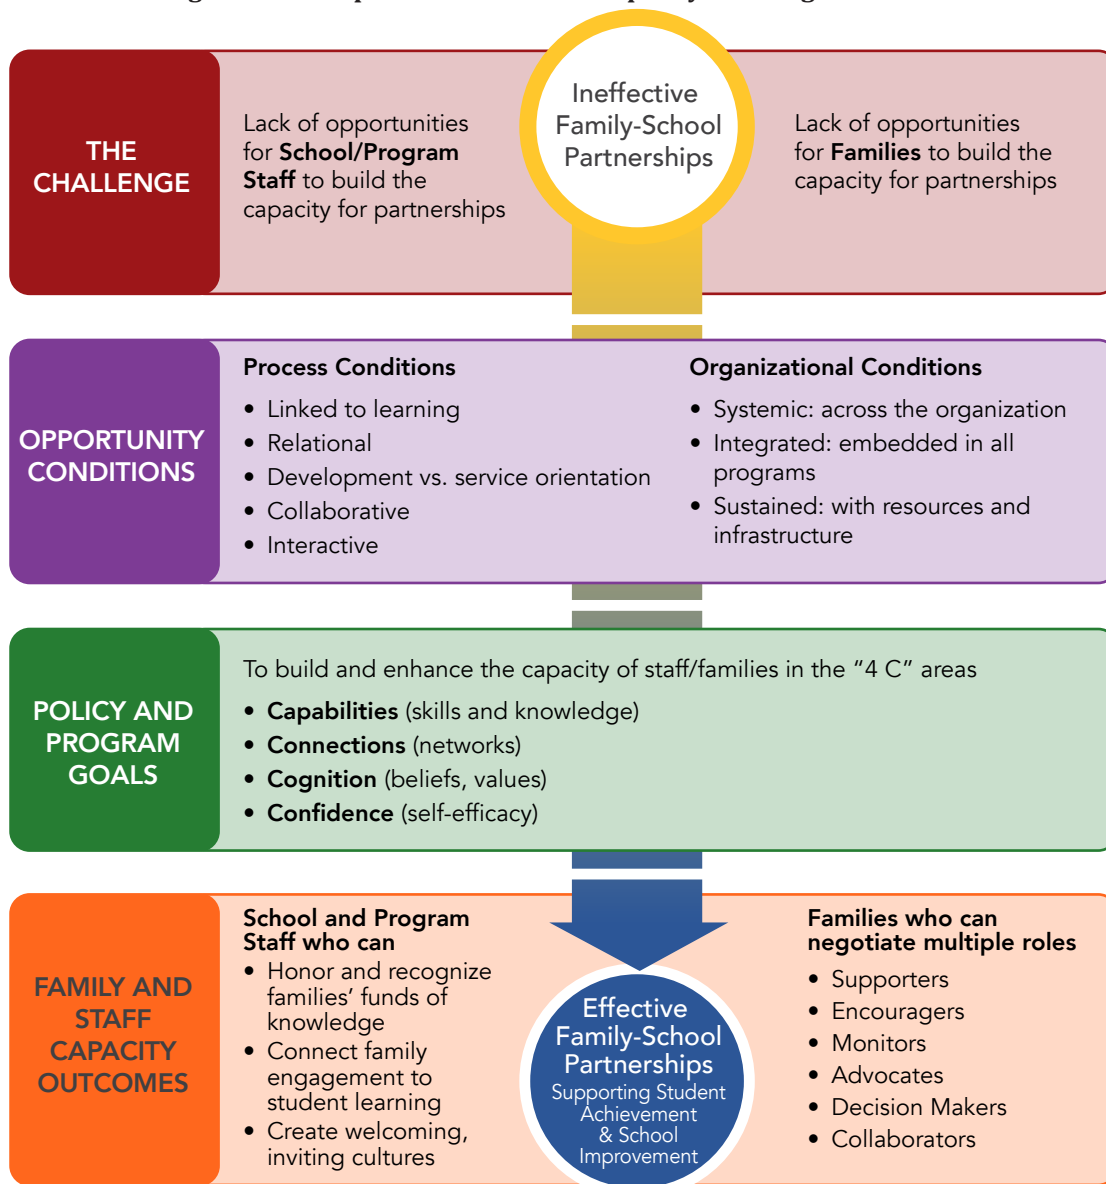 THE
CHALLENGE
Lack of opportunities
for School/Program
Staff to build the
capacity for partnerships
Ineffective
Family-School
Partnerships
Lack of opportunities
for Families to build the
capacity for partnerships
OPPORTUNITY
CONDITIONS
Process Conditions
• Linked to learning
• Relational
• Development vs. service orientation
• Collaborative
• Interactive
Organizational Conditions
• Systemic: across the organization
• Integrated: embedded in all
programs
• Sustained: with resources and
infrastructure
POLICY AND
PROGRAM
GOALS
To build and enhance the capacity of staff/families in the “4 C” areas
• Capabilities (skills and knowledge)
• Connections (networks)
• Cognition (beliefs, values)
• Confidence (self-efficacy)
FAMILY AND
STAFF
CAPACITY
OUTCOMES
School and Program
Staff who can
• Honor and recognize
families’ funds of
knowledge
• Connect family
engagement to
student learning
• Create welcoming,
inviting cultures
Effective
Family-School
Partnerships
Supporting Student
Achievement
& School
Improvement
Families who can
negotiate multiple roles
• Supporters
• Encouragers
• Monitors
• Advocates
• Decision Makers
• Collaborators